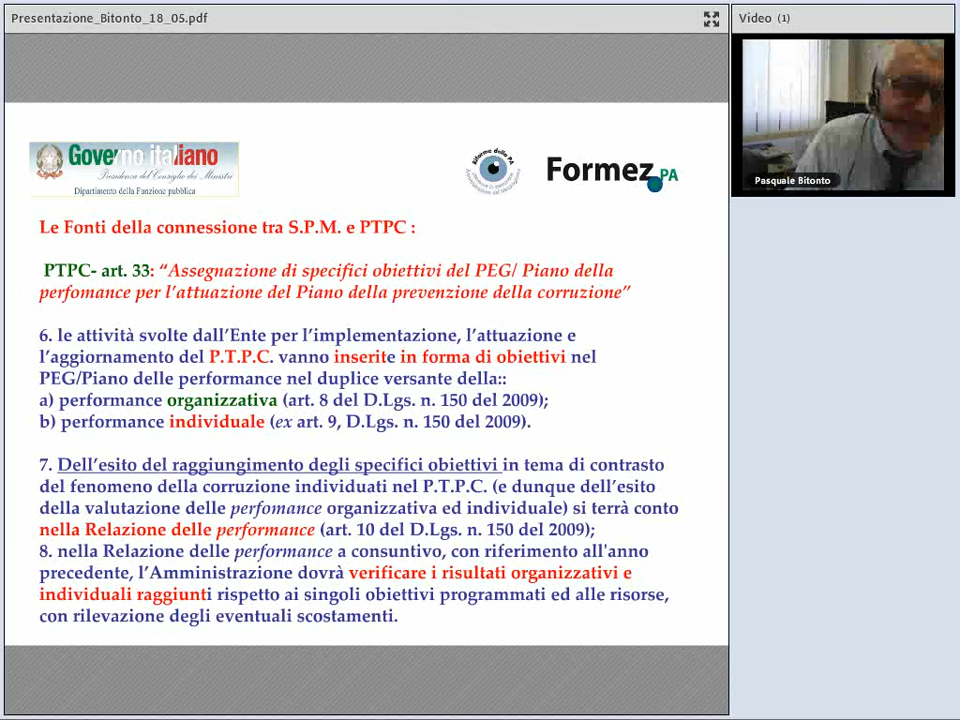 Presentazione_Bitonto_18_05.pdf
Video (1)
Governo italiano
Presidenza del Consiglio dei Ministri
Dipartimento della Funzione pubblica
Riforme della PA
Formez PA
Pasquale Bitonto
Le Fonti della connessione tra S.P.M. e PTPC :
PTPC- art. 33: “Assegnazione di specifici obiettivi del PEG/ Piano della
perfomance per l’attuazione del Piano della prevenzione della corruzione”
6. le attività svolte dall’Ente per l’implementazione, l’attuazione e
l’aggiornamento del P.T.P.C. vanno inserite in forma di obiettivi nel
PEG/Piano delle performance nel duplice versante della::
a) performance organizzativa (art. 8 del D.Lgs. n. 150 del 2009);
b) performance individuale (ex art. 9, D.Lgs. n. 150 del 2009).
7. Dell’esito del raggiungimento degli specifici obiettivi in tema di contrasto
del fenomeno della corruzione individuati nel P.T.P.C. (e dunque dell’esito
della valutazione delle perfomance organizzativa ed individuale) si terrà conto
nella Relazione delle performance (art. 10 del D.Lgs. n. 150 del 2009);
8. nella Relazione delle performance a consuntivo, con riferimento all'anno
precedente, l’Amministrazione dovrà verificare i risultati organizzativi e
individuali raggiunti rispetto ai singoli obiettivi programmati ed alle risorse,
con rilevazione degli eventuali scostamenti.